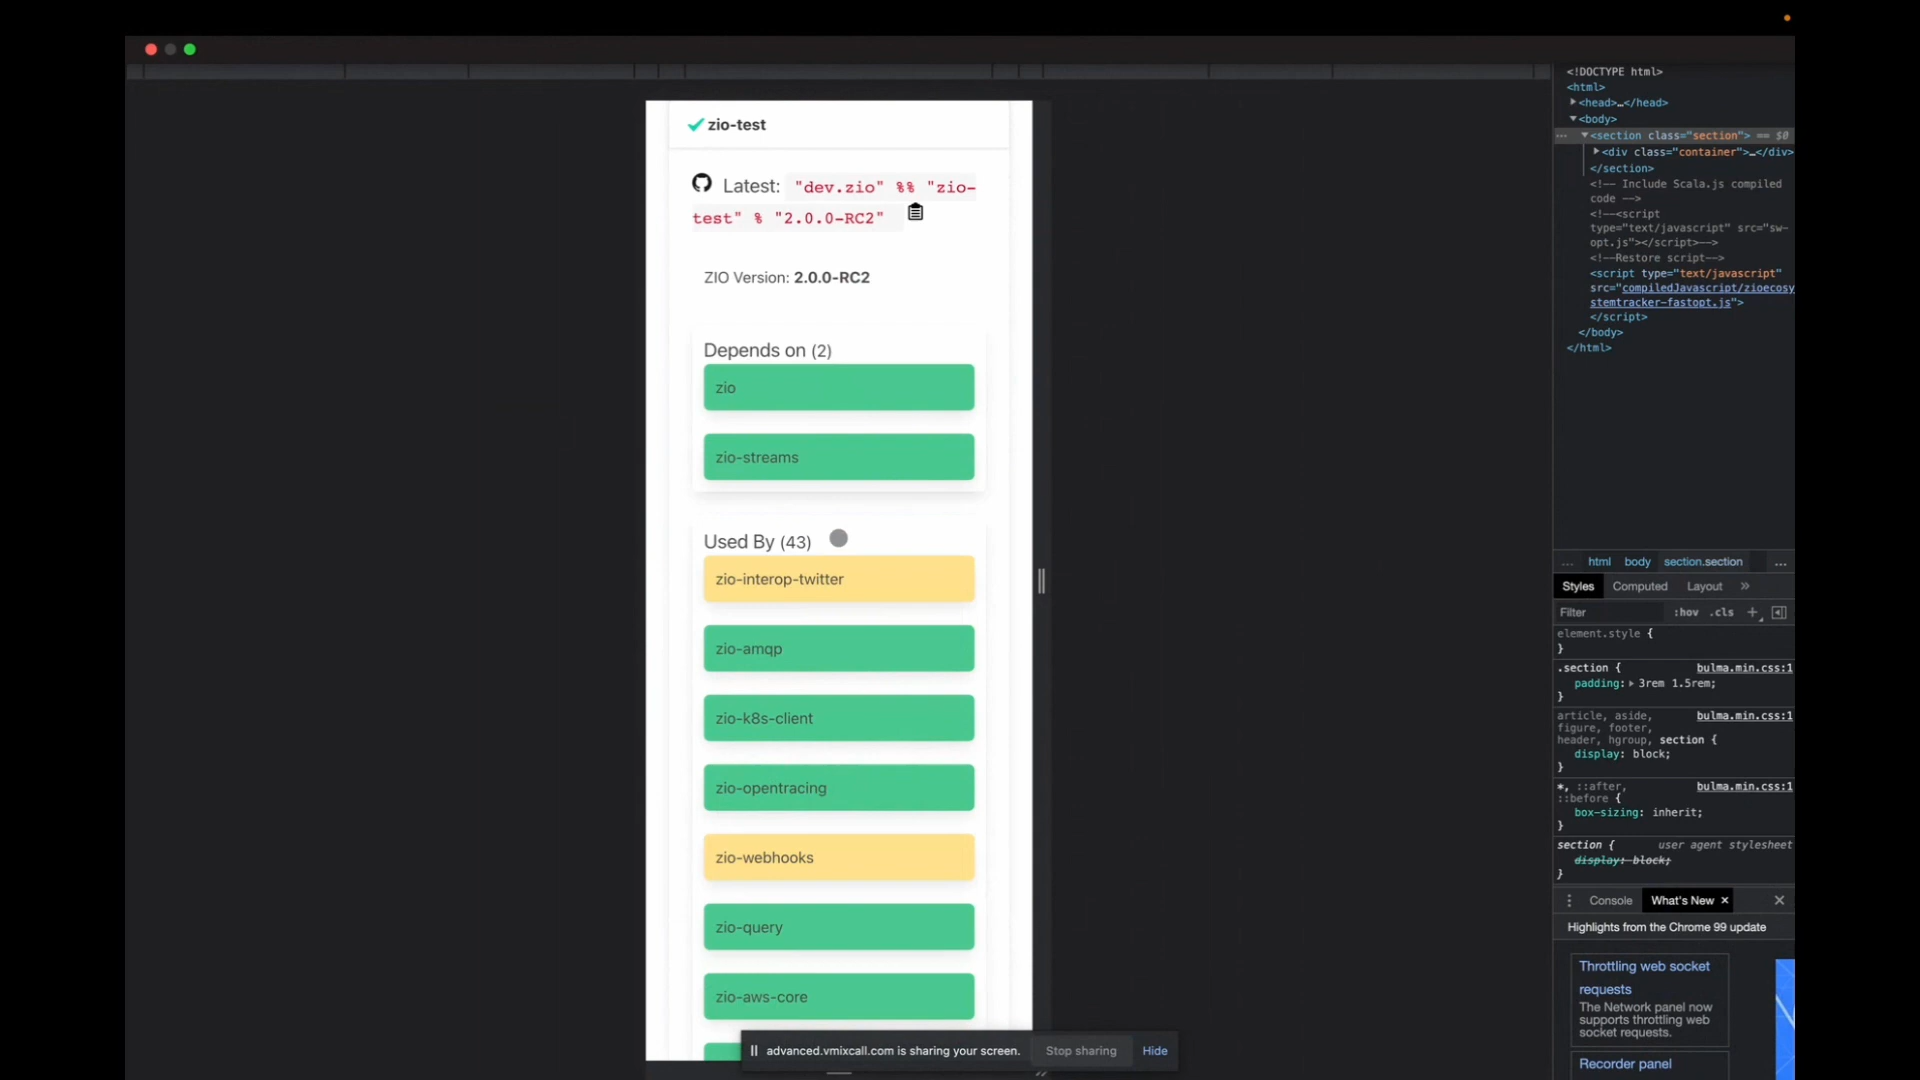 zio-test
Latest: "dev.zio" %% "zio-
test" % "2.0.0-RC2"
ZIO Version: 2.0.0-RC2
Depends on (2)
zio
zio-streams
Used By (43)
zio-interop-twitter
zio-amqp
zio-k8s-client
zio-opentracing
zio-webhooks
zio-query
zio-aws-core
advanced.vmixcall.com is sharing your screen.
Stop sharing
Hide
<!DOCTYPE html>
<html>
<head>…</head>
<body>
<section class="section"> == $0
<div class="container">…</div>
</section>
<!-- Include Scala.js compiled
code -->
<!--<script
type="text/javascript" src="sw-
opt.js"></script>-->
<!--Restore script-->
<script type="text/javascript"
src="compiledJavascript/zioecosy
stemtracker-fastopt.js">
</script>
</body>
</html>
... html body section.section ...
Styles Computed Layout »
Filter :hov .cls +
element.style {
}
.section { bulma.min.css:1
padding: 3rem 1.5rem;
}
article, aside, bulma.min.css:1
figure, footer,
header, hgroup, section {
display: block;
}
*, ::after, bulma.min.css:1
::before {
box-sizing: inherit;
}
section { user agent stylesheet
display: block;
}
Console What's New ×
Highlights from the Chrome 99 update
Throttling web socket
requests
The Network panel now
supports throttling web
socket requests.
Recorder panel